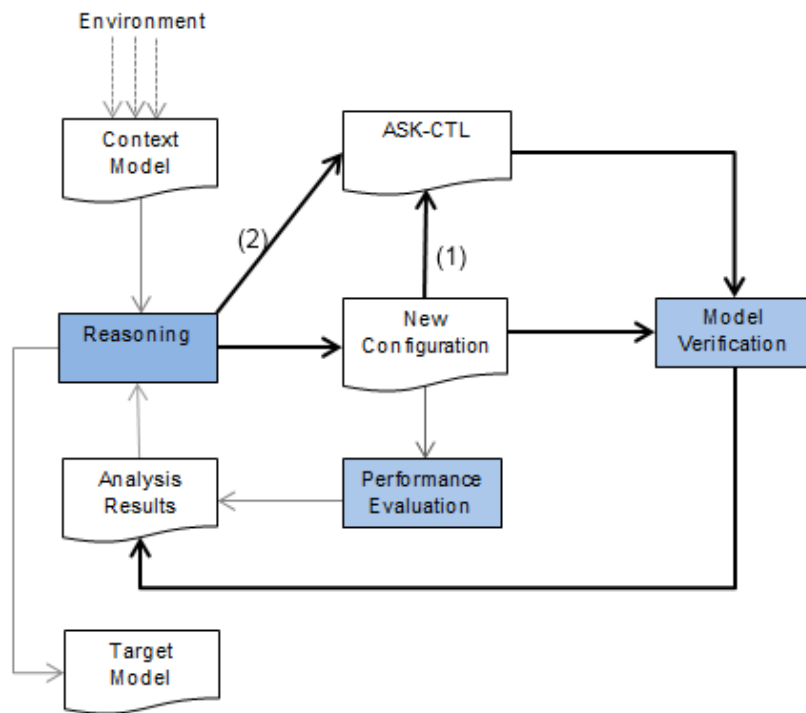 Environment
Context
Model
ASK-CTL
(2)
(1)
Reasoning
New
Configuration
Model
Verification
Analysis
Results
Performance
Evaluation
Target
Model